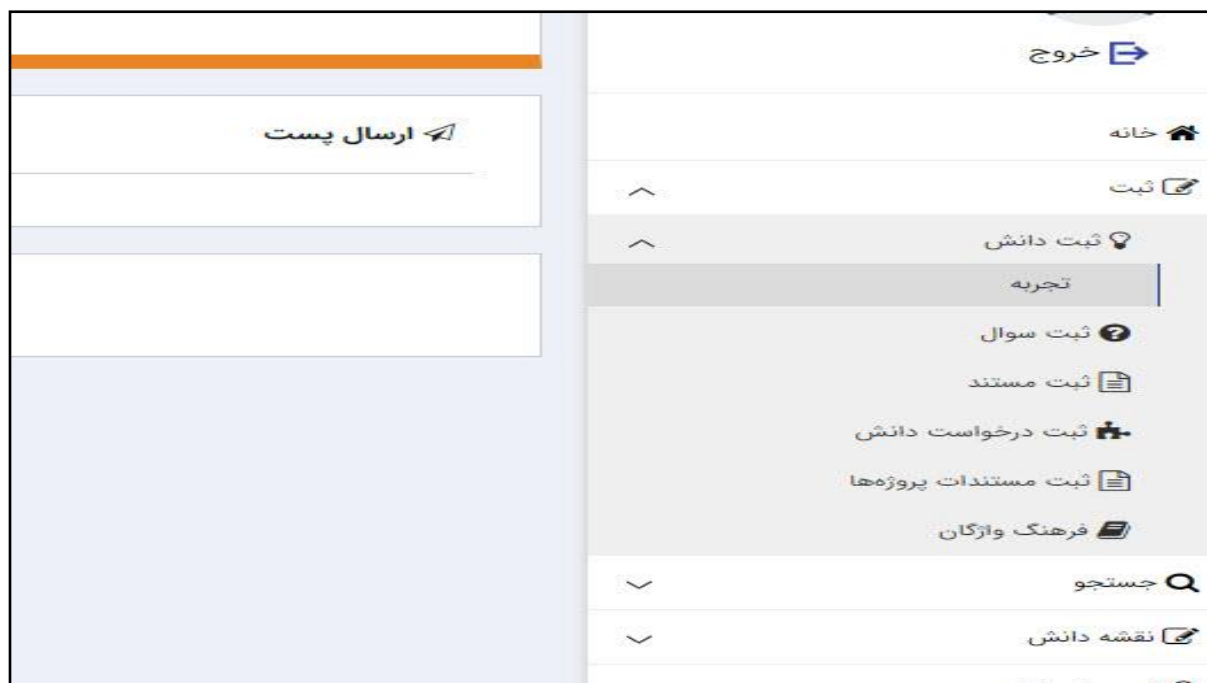 خروج
خانه
ثبت
ثبت دانش
تجربه
ثبت سوال
ثبت مستند
ثبت درخواست دانش
ثبت مستندات پروژه‌ها
فرهنگ واژگان
جستجو
نقشه دانش
ارسال پست